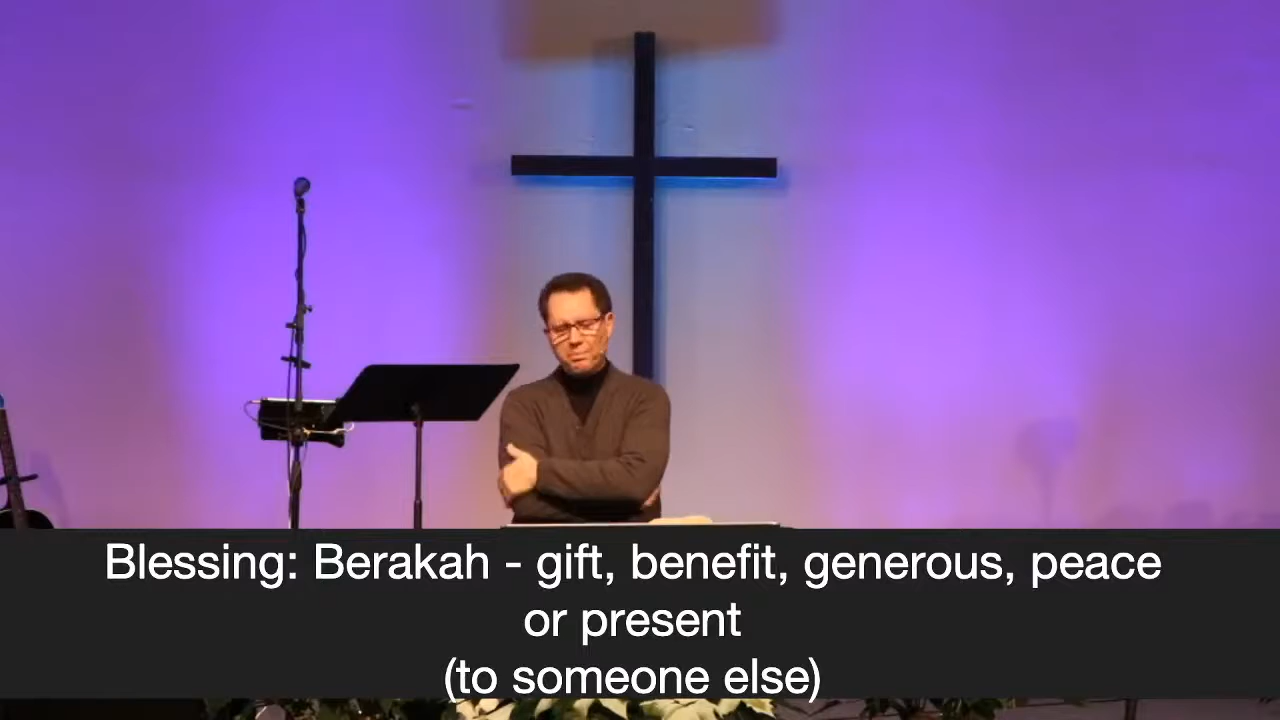 Blessing: Berakah - gift, benefit, generous, peace
or present
(to someone else)